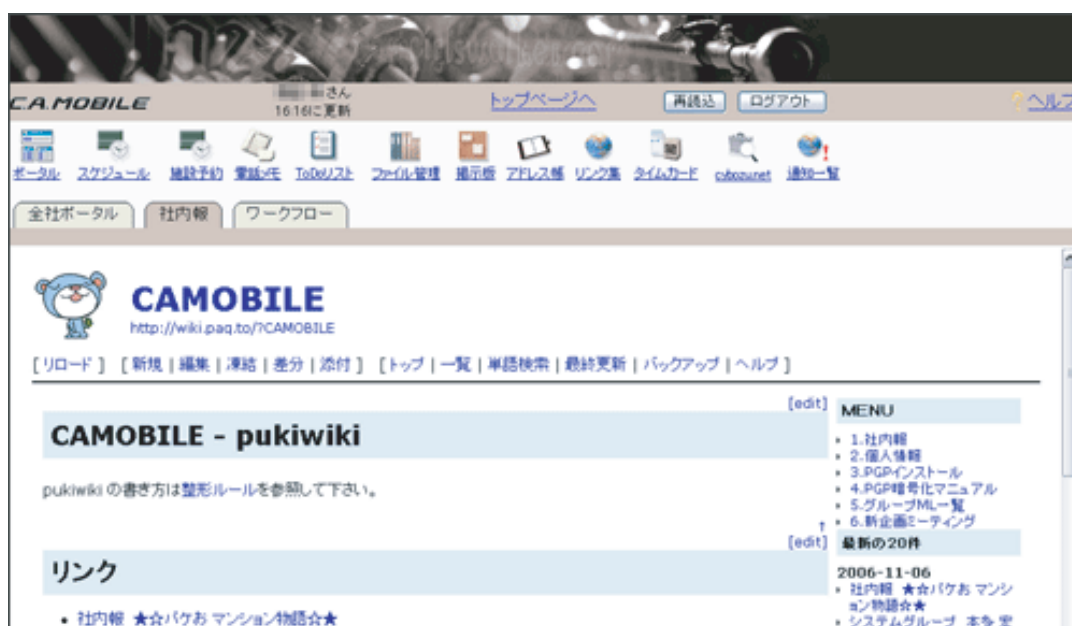 C.A.MOBILE
さん
16:16に更新
トップページへ
再読込
ログアウト
ヘルプ
ポータル スケジュール 施設予約 電話メモ ToDoリスト ファイル管理 掲示板 アドレス帳 リンク集 タイムカード cybozu.net 通知一覧
全社ポータル 社内報 ワークフロー
CAMOBILE
http://wiki.paq.to/?CAMOBILE
[ リロード ] [ 新規 | 編集 | 凍結 | 差分 | 添付 ] [ トップ | 一覧 | 単語検索 | 最終更新 | バックアップ | ヘルプ ]
[edit]
CAMOBILE - pukiwiki
pukiwiki の書き方は整形ルールを参照して下さい。
↑
[edit]
リンク
• 社内報 ★☆パケお マンション物語☆★
MENU
1.社内報
2.個人情報
3.PGPインストール
4.PGP暗号化マニュアル
5.グループML一覧
6.新企画ミーティング
最新の20件
2006-11-06
社内報 ★☆パケお マンシ
ョン物語☆★
システムグループ